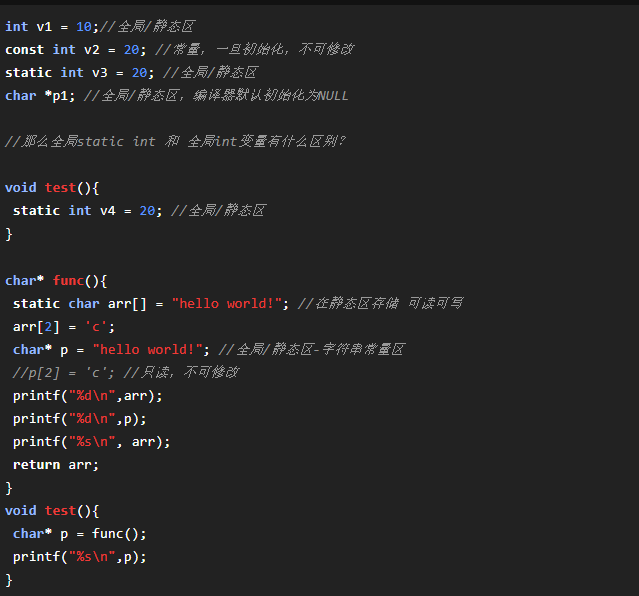 int v1 = 10;//全局/静态区
const int v2 = 20; //常量，一旦初始化，不可修改
static int v3 = 20; //全局/静态区
char *p1; //全局/静态区，编译器默认初始化为NULL
//那么全局static int 和 全局int变量有什么区别？
void test(){
static int v4 = 20; //全局/静态区
}
char* func(){
static char arr[] = "hello world!"; //在静态区存储 可读可写
arr[2] = 'c';
char* p = "hello world!"; //全局/静态区-字符串常量区
//p[2] = 'c'; //只读，不可修改
printf("%d\n",arr);
printf("%d\n",p);
printf("%s\n", arr);
return arr;
}
void test(){
char* p = func();
printf("%s\n",p);
}